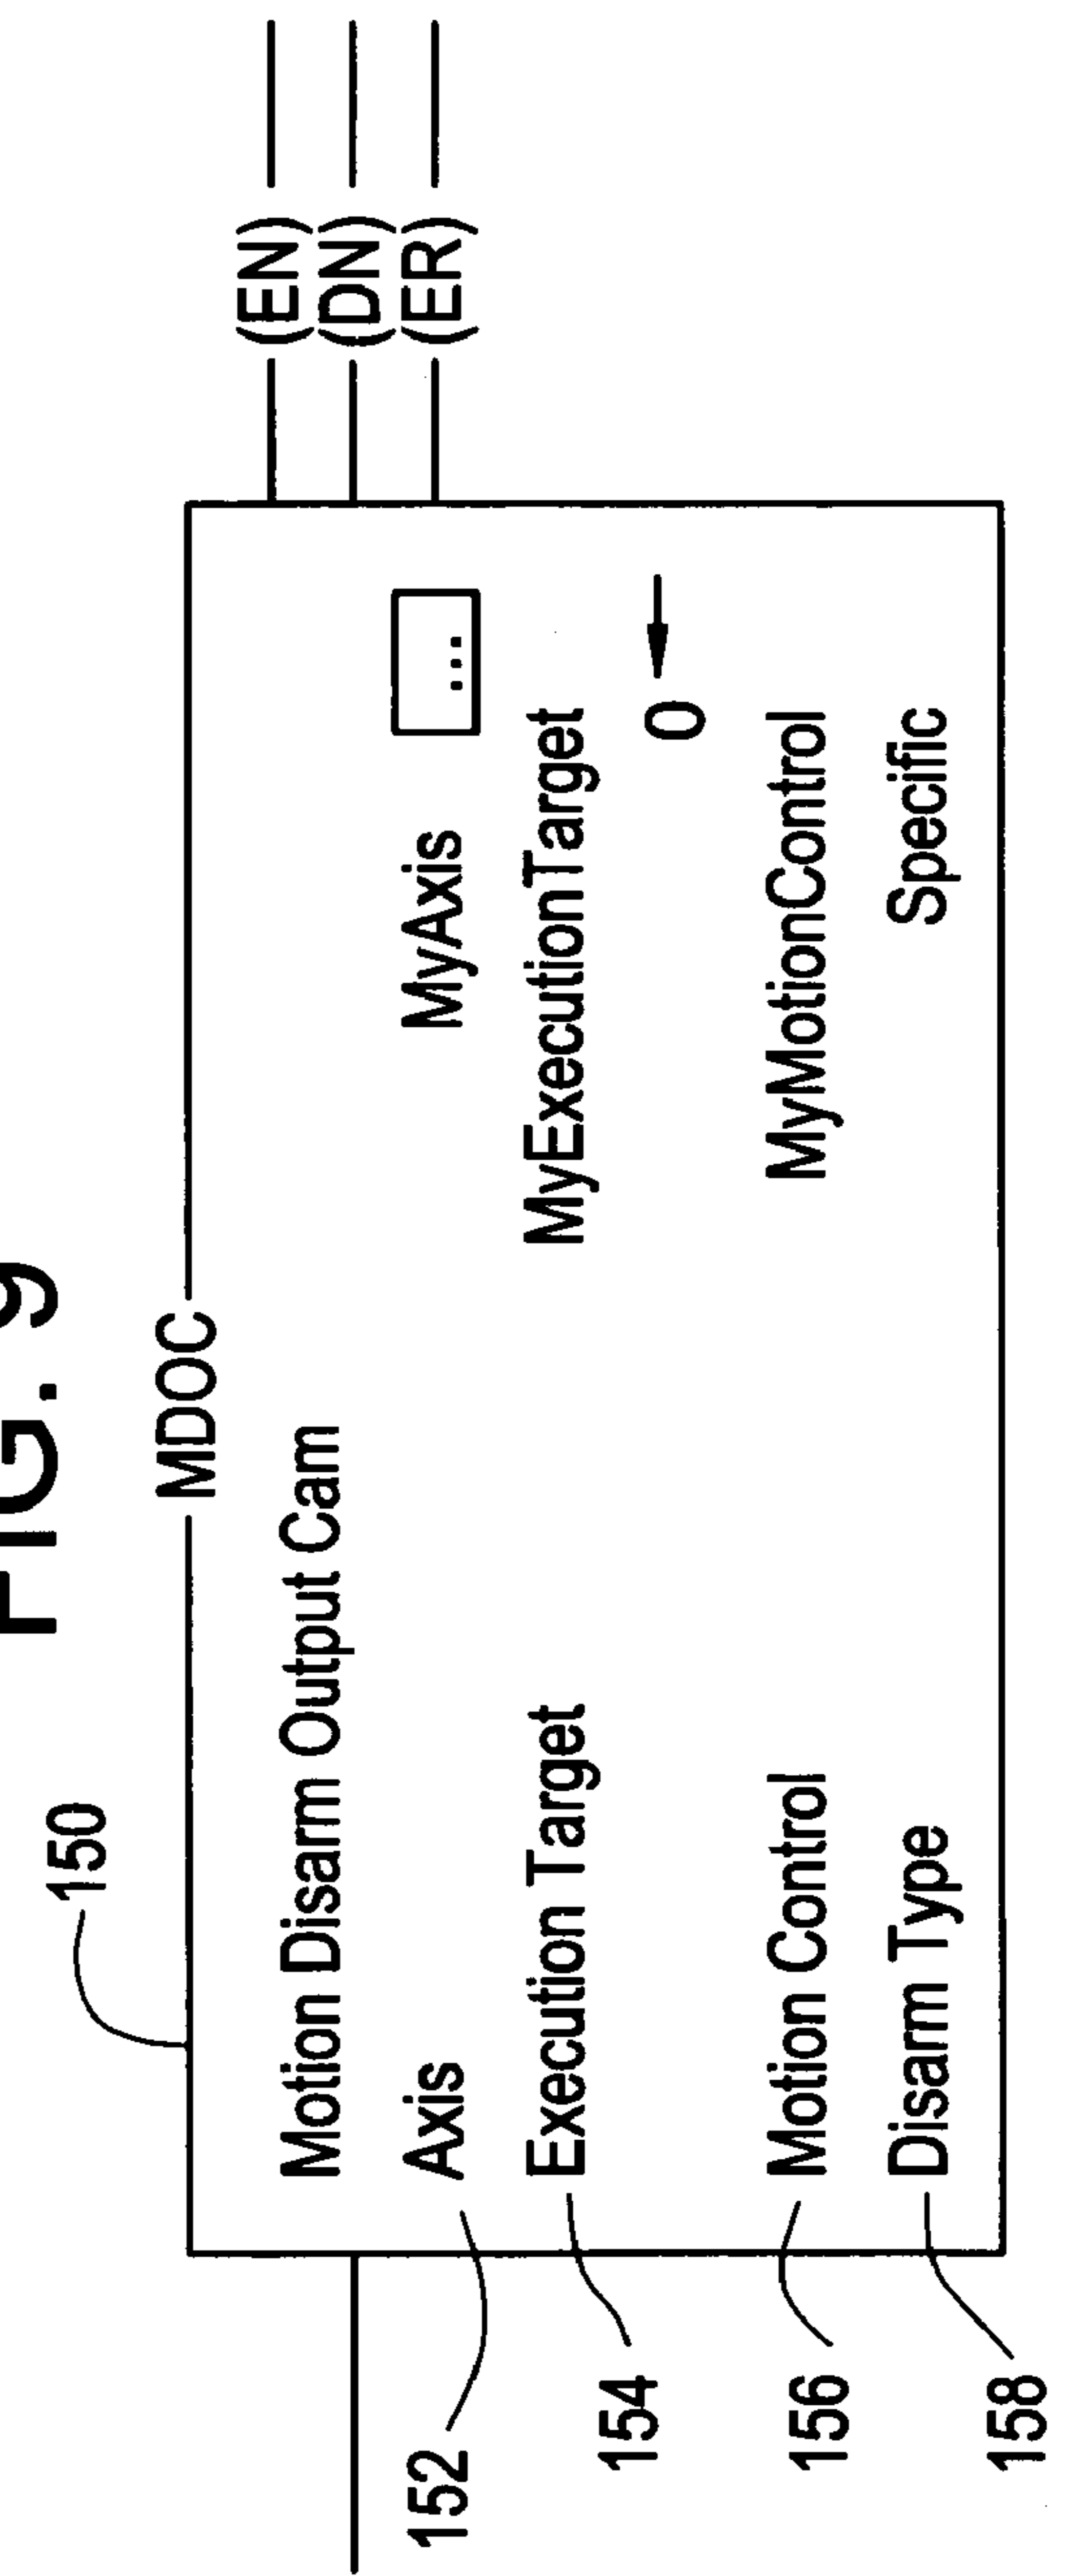 FIG. 9
150
MDOC
Motion Disarm Output Cam
(EN)
(DN)
152 Axis MyAxis ...
(ER)
154 Execution Target MyExecutionTarget
0
156 Motion Control MyMotionControl
158 Disarm Type Specific